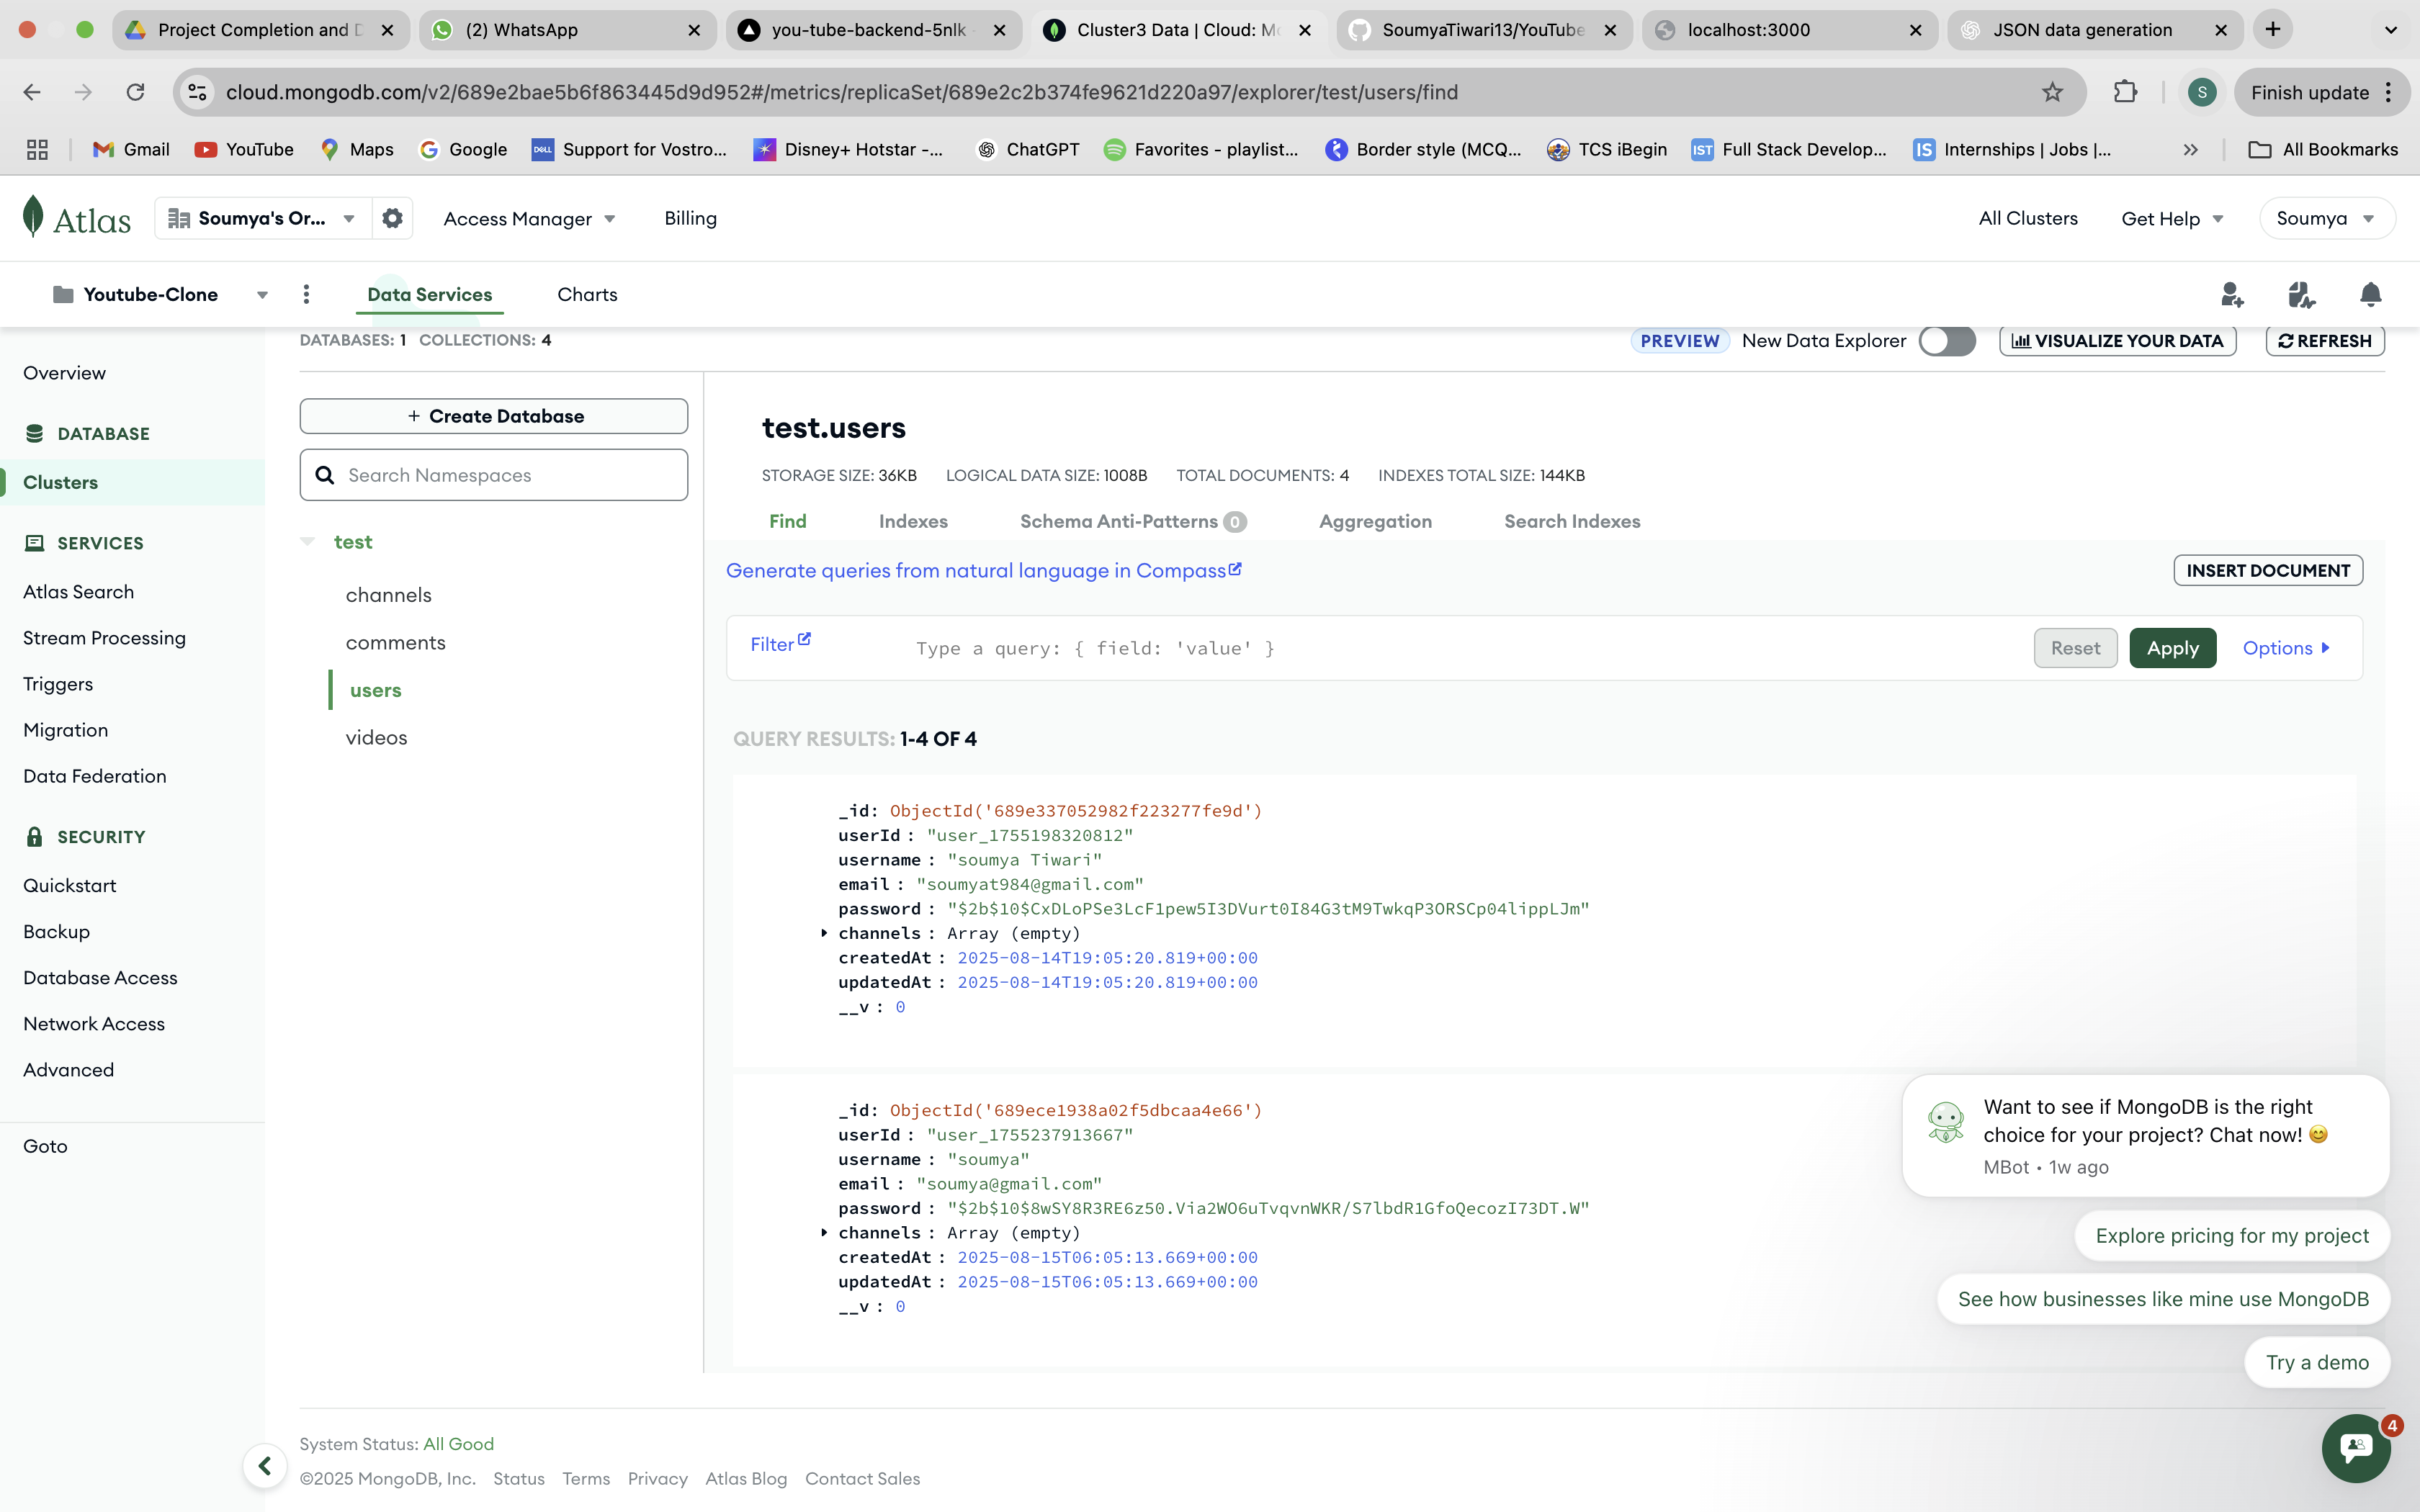 Project Completion and D
(2) WhatsApp
you-tube-backend-5nlk
Cluster3 Data | Cloud: Mo
SoumyaTiwari13/YouTube
localhost:3000
JSON data generation
cloud.mongodb.com/v2/689e2bae5b6f863445d9d952#/metrics/replicaSet/689e2c2b374fe9621d220a97/explorer/test/users/find
S
Finish update
Gmail
YouTube
Maps
Google
DELL
Support for Vostro...
Disney+ Hotstar -...
ChatGPT
Favorites - playlist...
Border style (MCQ...
TCS iBegin
IST
Full Stack Develop...
IS
Internships | Jobs |...
All Bookmarks
Atlas
Soumya's Or...
Access Manager
Billing
All Clusters
Get Help
Soumya
Youtube-Clone
Data Services
Charts
DATABASES: 1 COLLECTIONS: 4
PREVIEW
New Data Explorer
VISUALIZE YOUR DATA
REFRESH
Overview
DATABASE
Clusters
SERVICES
Atlas Search
Stream Processing
Triggers
Migration
Data Federation
SECURITY
Quickstart
Backup
Database Access
Network Access
Advanced
Goto
+ Create Database
Search Namespaces
test
channels
comments
users
videos
test.users
STORAGE SIZE: 36KB LOGICAL DATA SIZE: 1008B TOTAL DOCUMENTS: 4 INDEXES TOTAL SIZE: 144KB
Find
Indexes
Schema Anti-Patterns 0
Aggregation
Search Indexes
Generate queries from natural language in Compass
INSERT DOCUMENT
Filter
Type a query: { field: 'value' }
Reset
Apply
Options
QUERY RESULTS: 1-4 OF 4
_id: ObjectId('689e337052982f223277fe9d')
userId : "user_1755198320812"
username : "soumya Tiwari"
email : "soumyat984@gmail.com"
password : "$2b$10$CxDLoPSe3LcF1pew5I3DVurt0I84G3tM9TwkqP3ORSCp04lippLJm"
channels : Array (empty)
createdAt : 2025-08-14T19:05:20.819+00:00
updatedAt : 2025-08-14T19:05:20.819+00:00
__v : 0
_id: ObjectId('689ece1938a02f5dbcaa4e66')
userId : "user_1755237913667"
username : "soumya"
email : "soumya@gmail.com"
password : "$2b$10$8wSY8R3RE6z50.Via2WO6uTvqvnWKR/S7lbdR1GfoQecozI73DT.W"
channels : Array (empty)
createdAt : 2025-08-15T06:05:13.669+00:00
updatedAt : 2025-08-15T06:05:13.669+00:00
__v : 0
Want to see if MongoDB is the right
choice for your project? Chat now! 😊
MBot • 1w ago
Explore pricing for my project
See how businesses like mine use MongoDB
Try a demo
4
System Status: All Good
©2025 MongoDB, Inc. Status Terms Privacy Atlas Blog Contact Sales